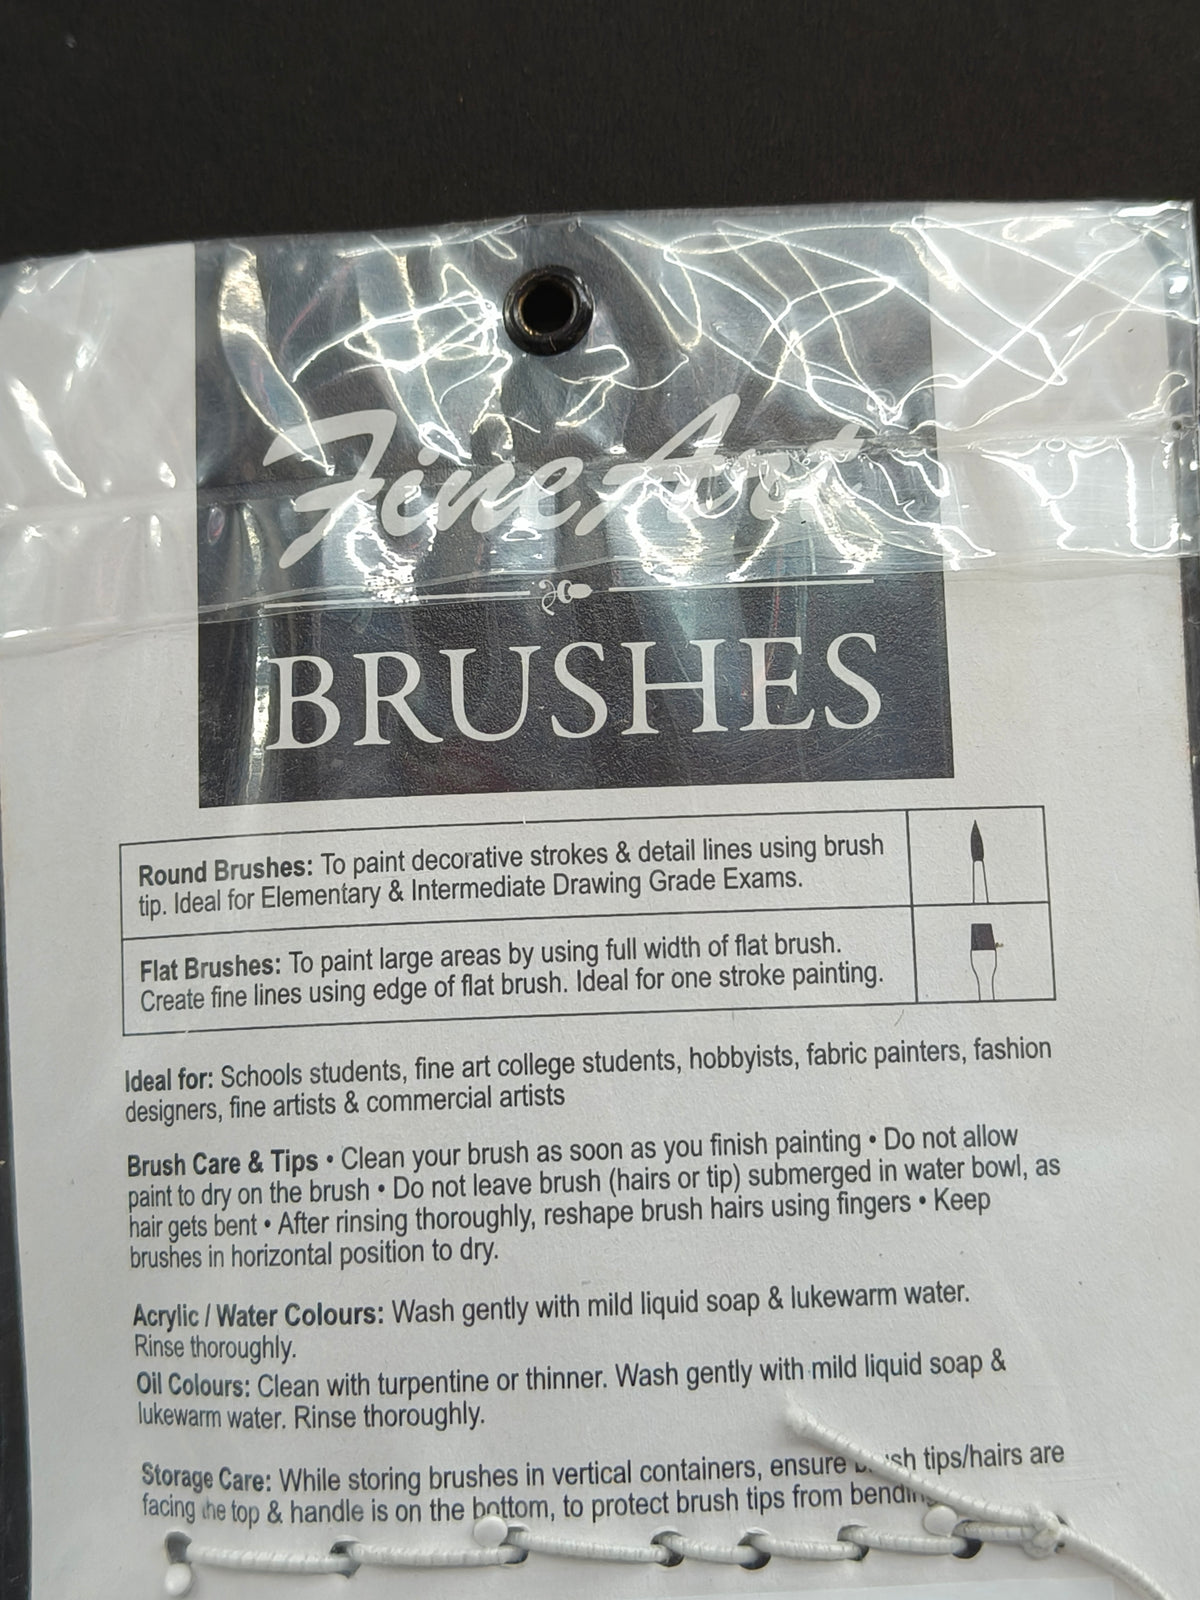 Fine Art
BRUSHES
Round Brushes: To paint decorative strokes & detail lines using brush
tip. Ideal for Elementary & Intermediate Drawing Grade Exams.
Flat Brushes: To paint large areas by using full width of flat brush.
Create fine lines using edge of flat brush. Ideal for one stroke painting.
Ideal for: Schools students, fine art college students, hobbyists, fabric painters, fashion
designers, fine artists & commercial artists
Brush Care & Tips • Clean your brush as soon as you finish painting • Do not allow
paint to dry on the brush • Do not leave brush (hairs or tip) submerged in water bowl, as
hair gets bent • After rinsing thoroughly, reshape brush hairs using fingers • Keep
brushes in horizontal position to dry.
Acrylic / Water Colours: Wash gently with mild liquid soap & lukewarm water.
Rinse thoroughly.
Oil Colours: Clean with turpentine or thinner. Wash gently with mild liquid soap &
lukewarm water. Rinse thoroughly.
Storage Care: While storing brushes in vertical containers, ensure brush tips/hairs are
facing the top & handle is on the bottom, to protect brush tips from bending